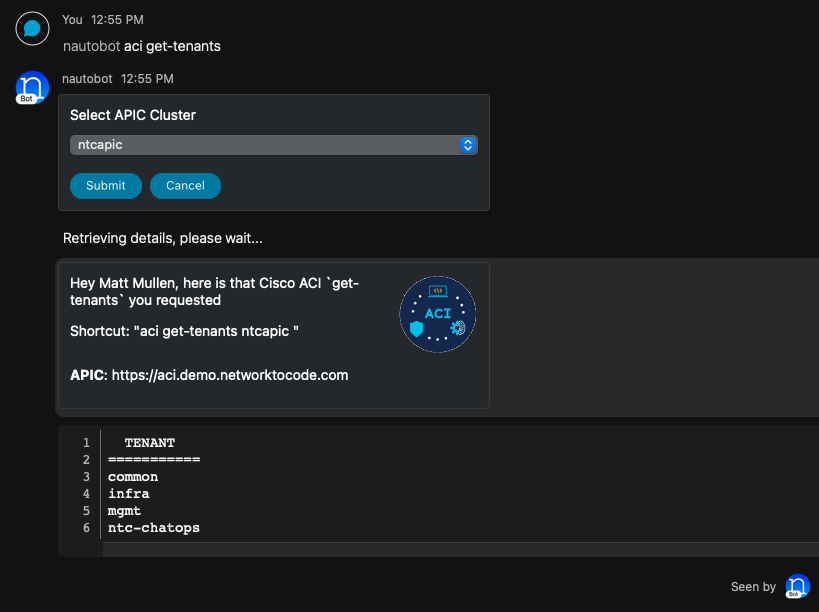 You 12:55 PM
nautobot aci get-tenants
n
Bot
nautobot 12:55 PM
Select APIC Cluster
ntcapic
Submit Cancel
Retrieving details, please wait...
Hey Matt Mullen, here is that Cisco ACI `get-
tenants` you requested
Shortcut: "aci get-tenants ntcapic "
APIC: https://aci.demo.networktocode.com
</>
ACI
1 TENANT
2 ===========
3 common
4 infra
5 mgmt
6 ntc-chatops
Seen by
n
Bot